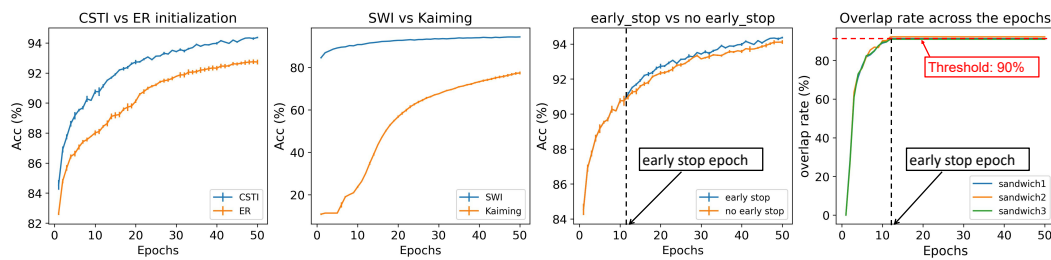 CSTI vs ER initialization
Acc (%)
94
92
90
88
86
84
82
0
10
20
30
40
50
Epochs
CSTI
ER
SWI vs Kaiming
Acc (%)
80
60
40
20
0
10
20
30
40
50
Epochs
SWI
Kaiming
early_stop vs no early_stop
Acc (%)
94
92
90
88
86
84
0
10
20
30
40
50
Epochs
early stop epoch
early stop
no early stop
Overlap rate across the epochs
overlap rate (%)
80
60
40
20
0
0
10
20
30
40
50
Epochs
Threshold: 90%
early stop epoch
sandwich1
sandwich2
sandwich3